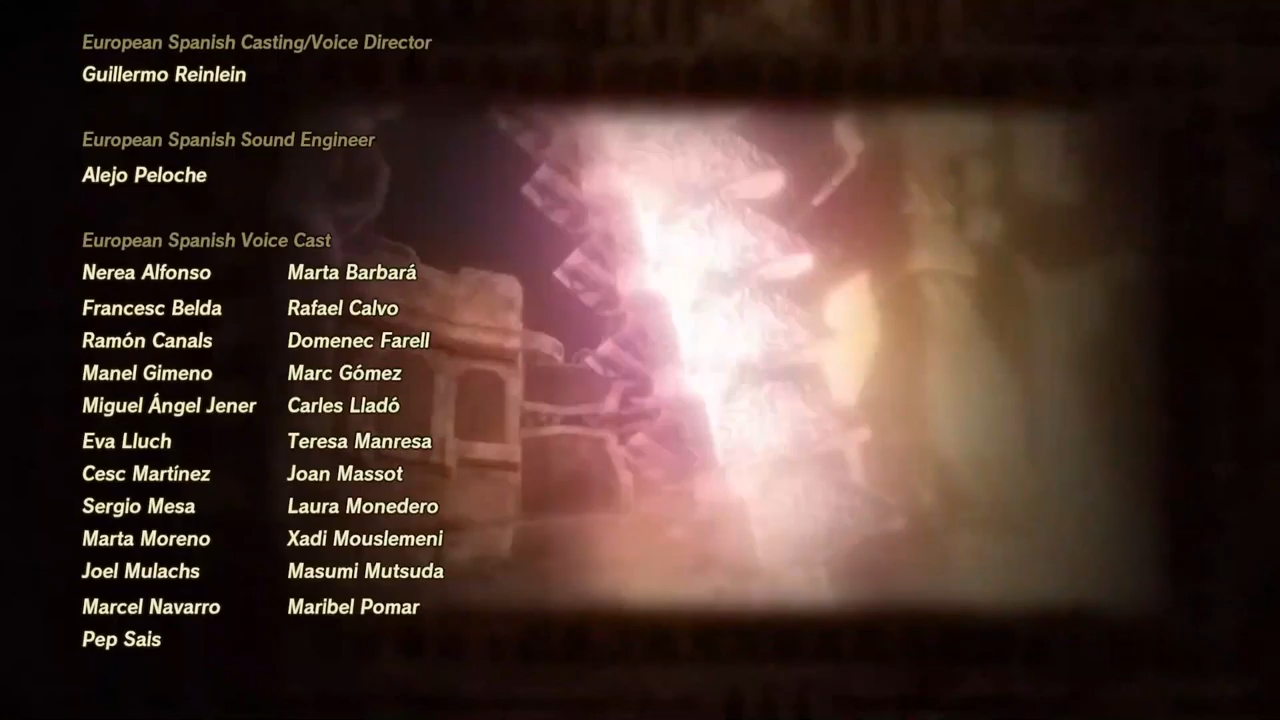 European Spanish Casting/Voice Director
Guillermo Reinlein
European Spanish Sound Engineer
Alejo Peloche
European Spanish Voice Cast
Nerea Alfonso Marta Barbará
Francesc Belda Rafael Calvo
Ramón Canals Domenec Farell
Manel Gimeno Marc Gómez
Miguel Ángel Jener Carles Lladó
Eva Lluch Teresa Manresa
Cesc Martínez Joan Massot
Sergio Mesa Laura Monedero
Marta Moreno Xadi Mouslemeni
Joel Mulachs Masumi Mutsuda
Marcel Navarro Maribel Pomar
Pep Sais